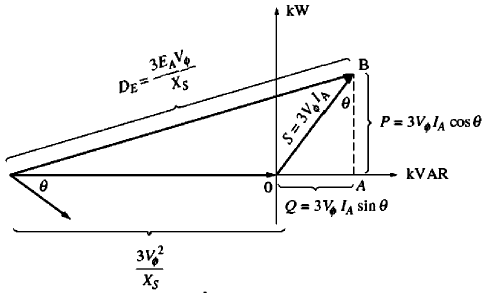 kW
B
D_E = 3E_A V_ϕ / X_S
S = 3V_ϕ I_A
θ
P = 3V_ϕ I_A cos θ
θ
0
A
kVAR
Q = 3V_ϕ I_A sin θ
3V_ϕ² / X_S